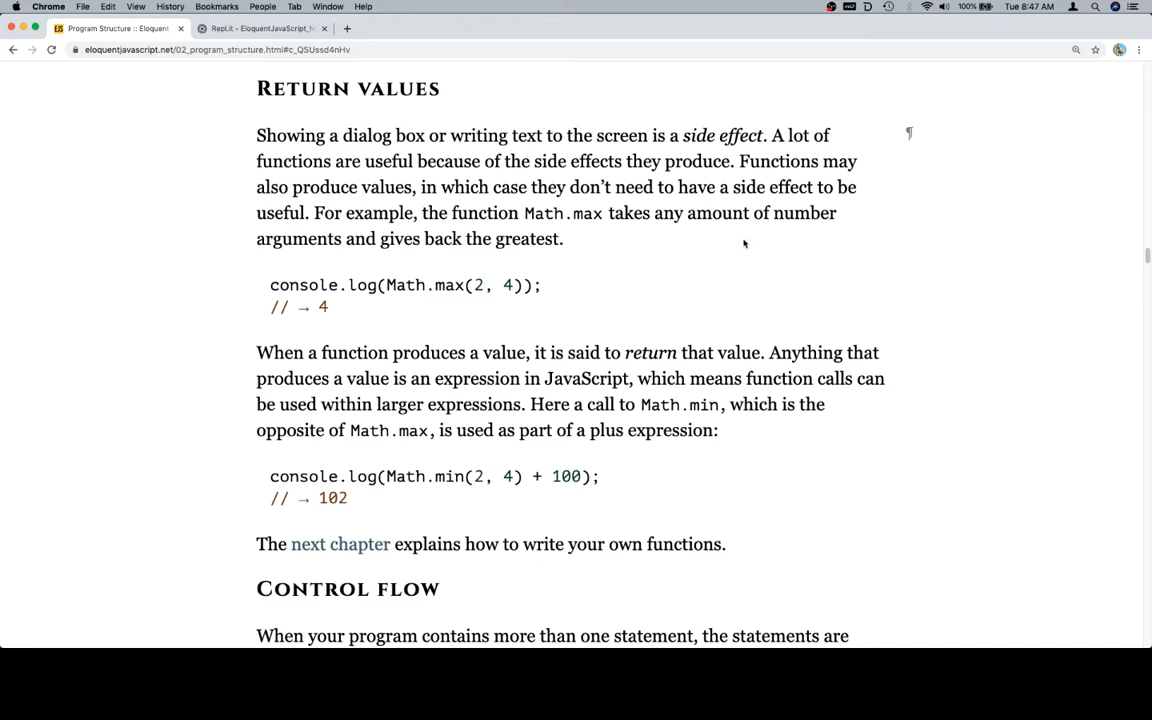 Chrome File Edit View History Bookmarks People Tab Window Help 100% Tue 8:47 AM
Program Structure :: Eloquent Repl.it - EloquentJavaScript_N
eloquentjavascript.net/02_program_structure.html#c_QSUssd4nHv
RETURN VALUES
Showing a dialog box or writing text to the screen is a side effect. A lot of ¶
functions are useful because of the side effects they produce. Functions may
also produce values, in which case they don’t need to have a side effect to be
useful. For example, the function Math.max takes any amount of number
arguments and gives back the greatest.
console.log(Math.max(2, 4));
// → 4
When a function produces a value, it is said to return that value. Anything that
produces a value is an expression in JavaScript, which means function calls can
be used within larger expressions. Here a call to Math.min, which is the
opposite of Math.max, is used as part of a plus expression:
console.log(Math.min(2, 4) + 100);
// → 102
The next chapter explains how to write your own functions.
CONTROL FLOW
When your program contains more than one statement, the statements are